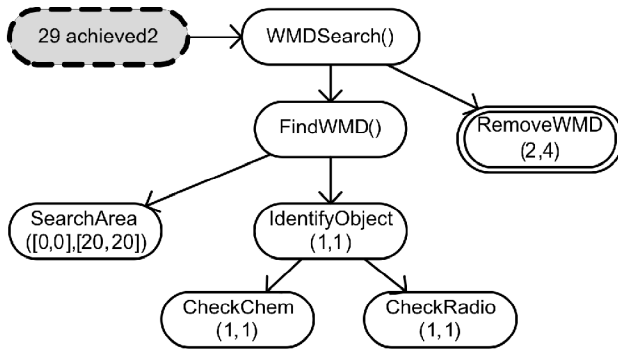 29 achieved2
WMDSearch()
FindWMD()
RemoveWMD
(2,4)
SearchArea
([0,0],[20,20])
IdentifyObject
(1,1)
CheckChem
(1,1)
CheckRadio
(1,1)